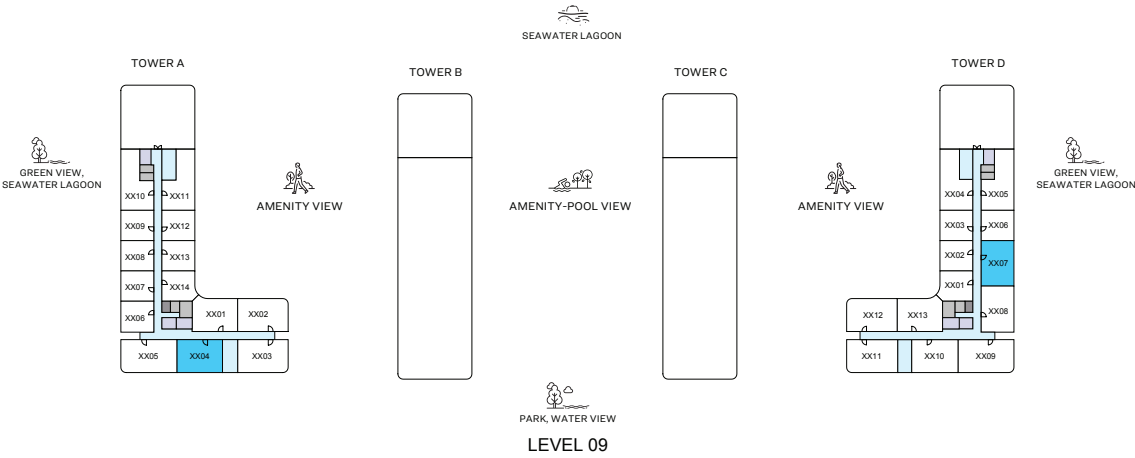 SEAWATER LAGOON
TOWER A
TOWER B
TOWER C
TOWER D
GREEN VIEW,
SEAWATER LAGOON
AMENITY VIEW
AMENITY-POOL VIEW
AMENITY VIEW
GREEN VIEW,
SEAWATER LAGOON
XX10
XX11
XX09
XX12
XX08
XX13
XX07
XX14
XX06
XX01
XX02
XX05
XX04
XX03
XX04
XX05
XX03
XX06
XX02
XX07
XX01
XX08
XX12
XX13
XX11
XX10
XX09
PARK, WATER VIEW
LEVEL 09